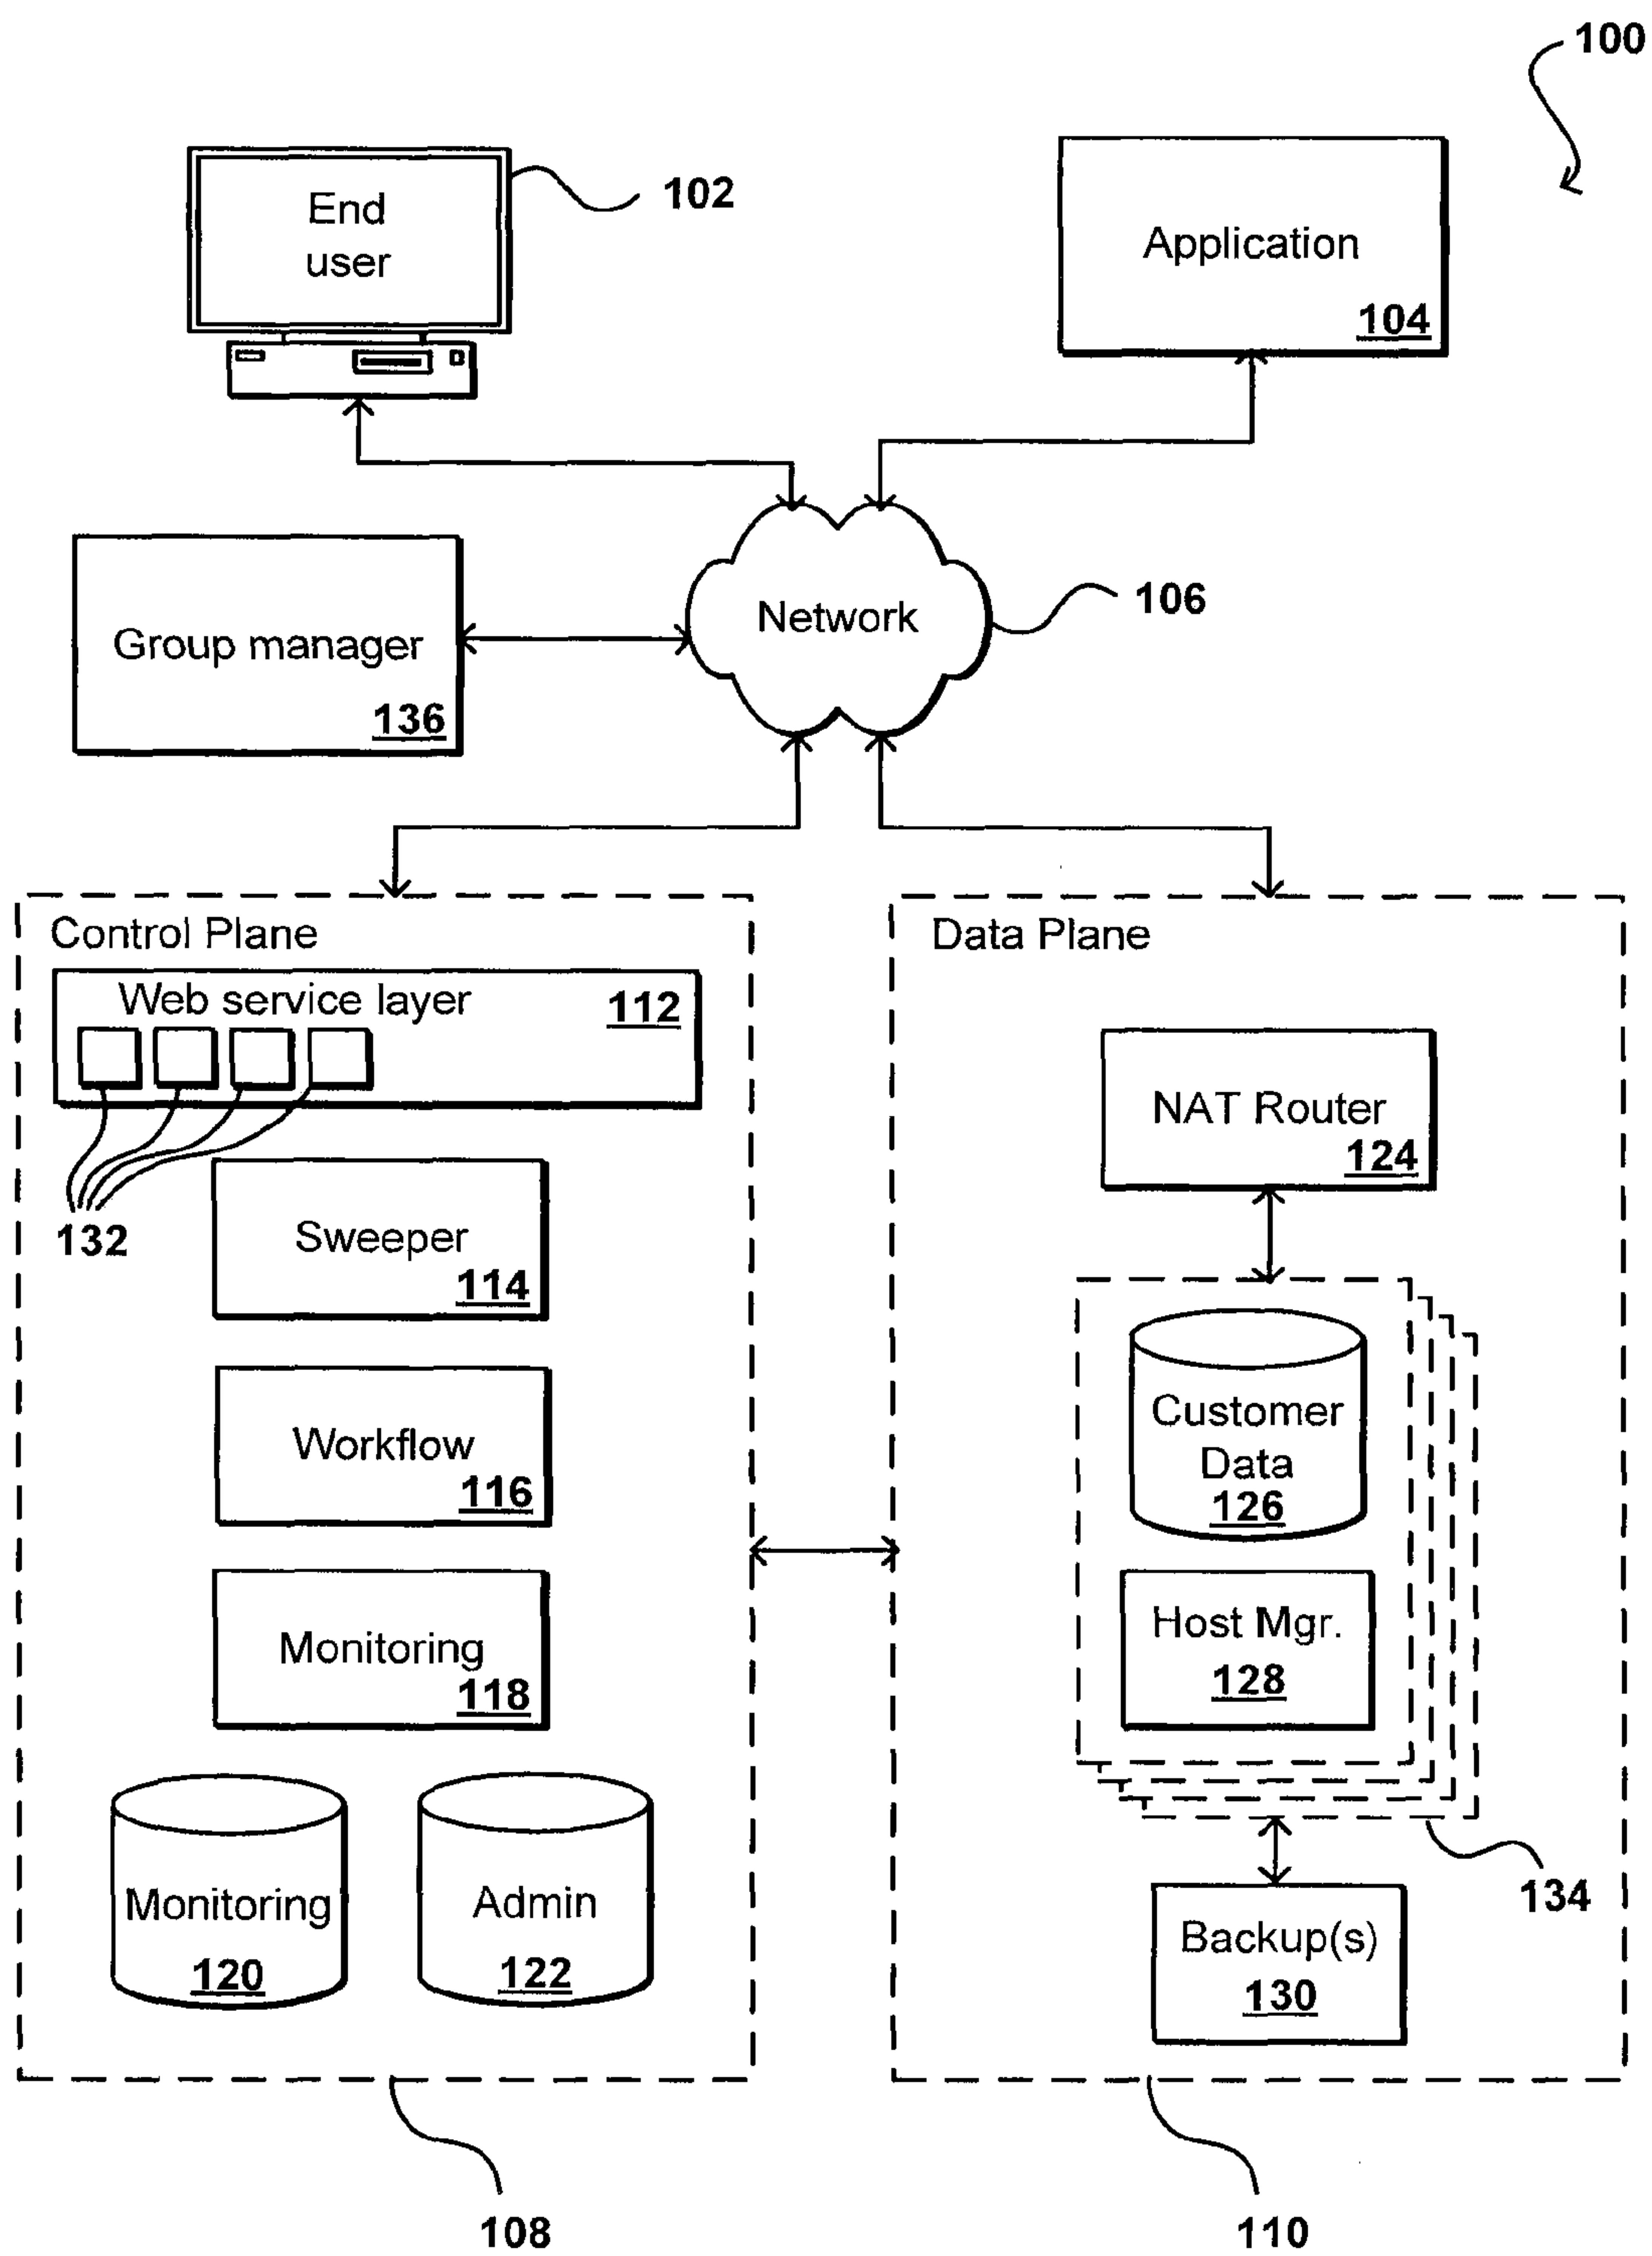 100
End
user
102
Application
104
Group manager
136
Network
106
Control Plane
Web service layer
112
132
Sweeper
114
Workflow
116
Monitoring
118
Monitoring
120
Admin
122
108
Data Plane
NAT Router
124
Customer
Data
126
Host Mgr.
128
134
Backup(s)
130
110